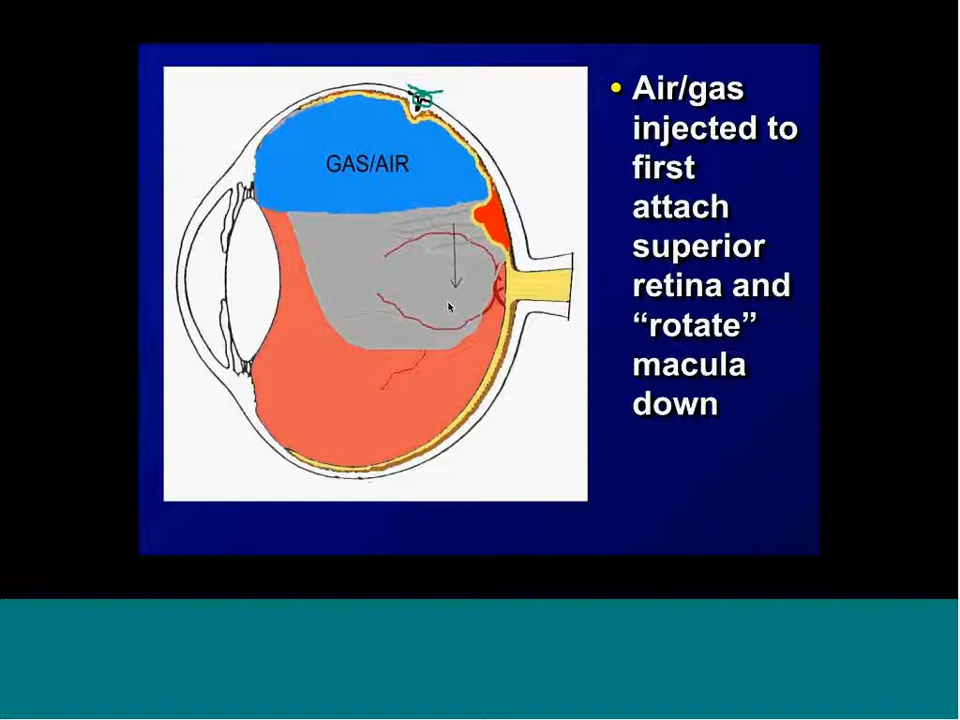 GAS/AIR
• Air/gas
injected to
first
attach
superior
retina and
“rotate”
macula
down